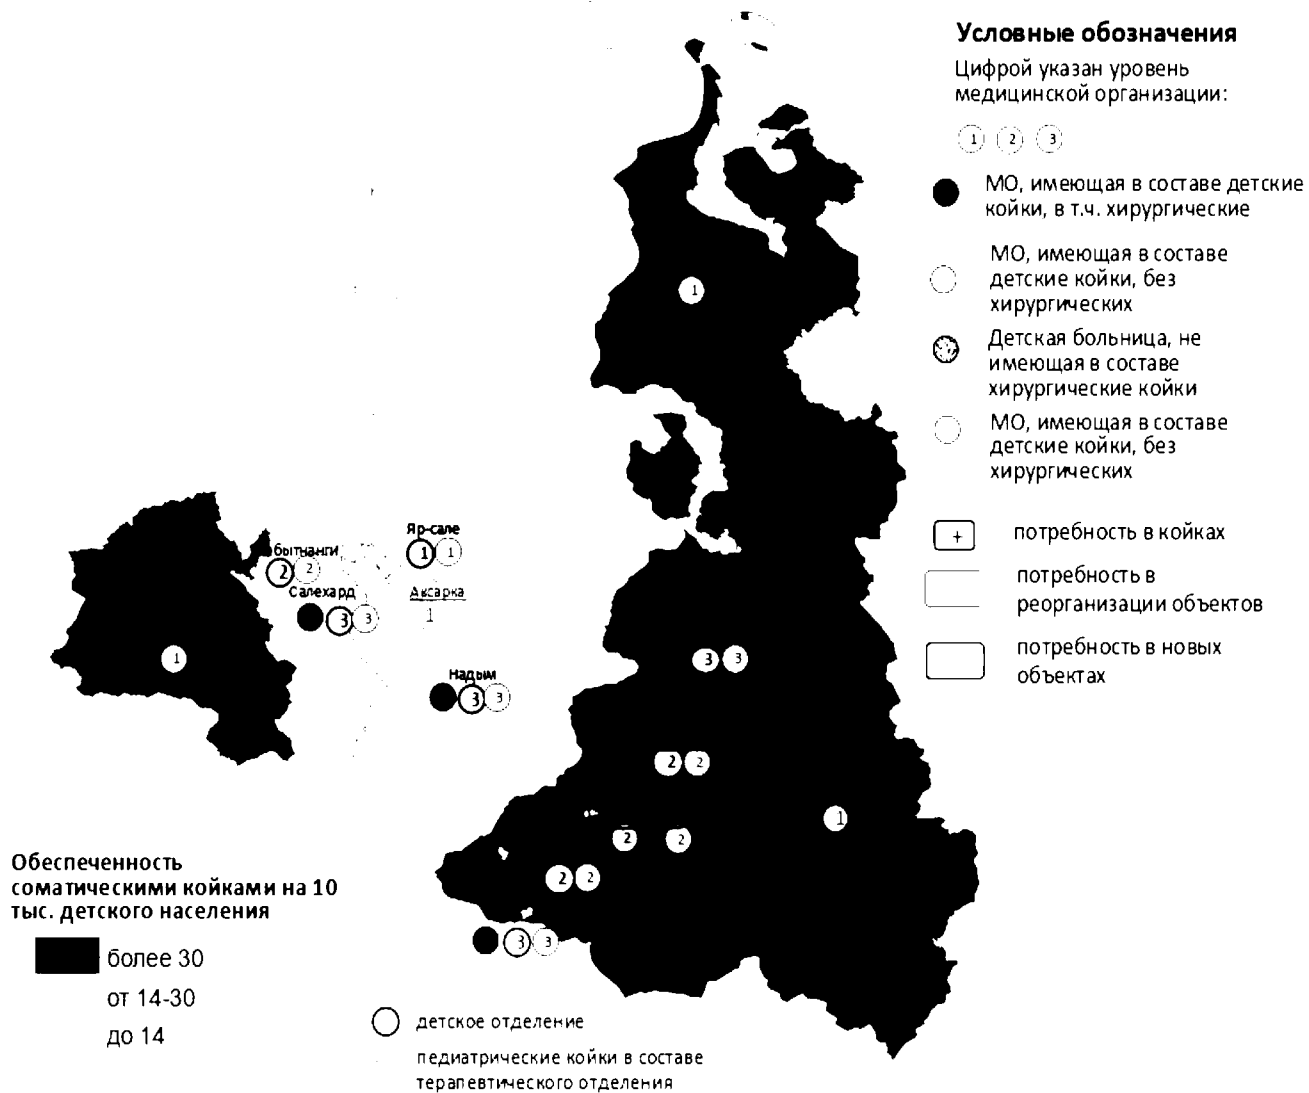 Условные обозначения
Цифрой указан уровень
медицинской организации:
1 2 3
МО, имеющая в составе детские
койки, в т.ч. хирургические
МО, имеющая в составе
детские койки, без
хирургических
Детская больница, не
имеющая в составе
хирургические койки
МО, имеющая в составе
детские койки, без
хирургических
+ потребность в койках
потребность в
реорганизации объектов
потребность в новых
объектах
1
Яр-сале
1 1
бытнанги
2 2
Салехард
3 3
Аксарка
1
1
Надым
3 3
3 3
2 2
1
2 2
2 2
3 3
Обеспеченность
соматическими койками на 10
тыс. детского населения
более 30
от 14-30
до 14
детское отделение
педиатрические койки в составе
терапевтического отделения